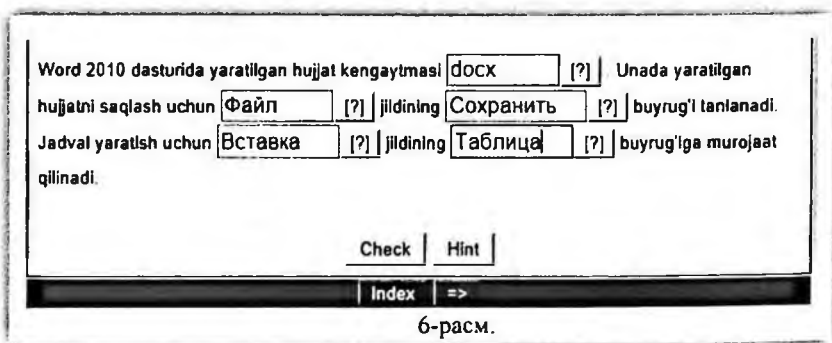 Word 2010 dasturida yaratilgan hujjat kengaytmasi docx [?] Unada yaratilgan
hujjatni saqlash uchun Файл [?] jildining Сохранить [?] buyrug'i tanlanadi.
Jadval yaratish uchun Вставка [?] jildining Таблица [?] buyrug'iga murojaat
qilinadi.
Check Hint
Index =>
6-расм.